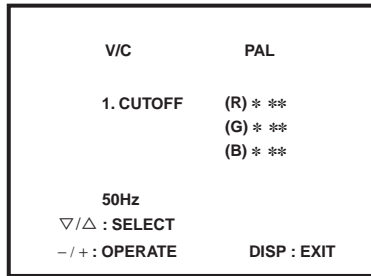 V/C PAL
1. CUTOFF (R) * **
(G) * **
(B) * **
50Hz
▽/△ : SELECT
－/＋ : OPERATE DISP : EXIT